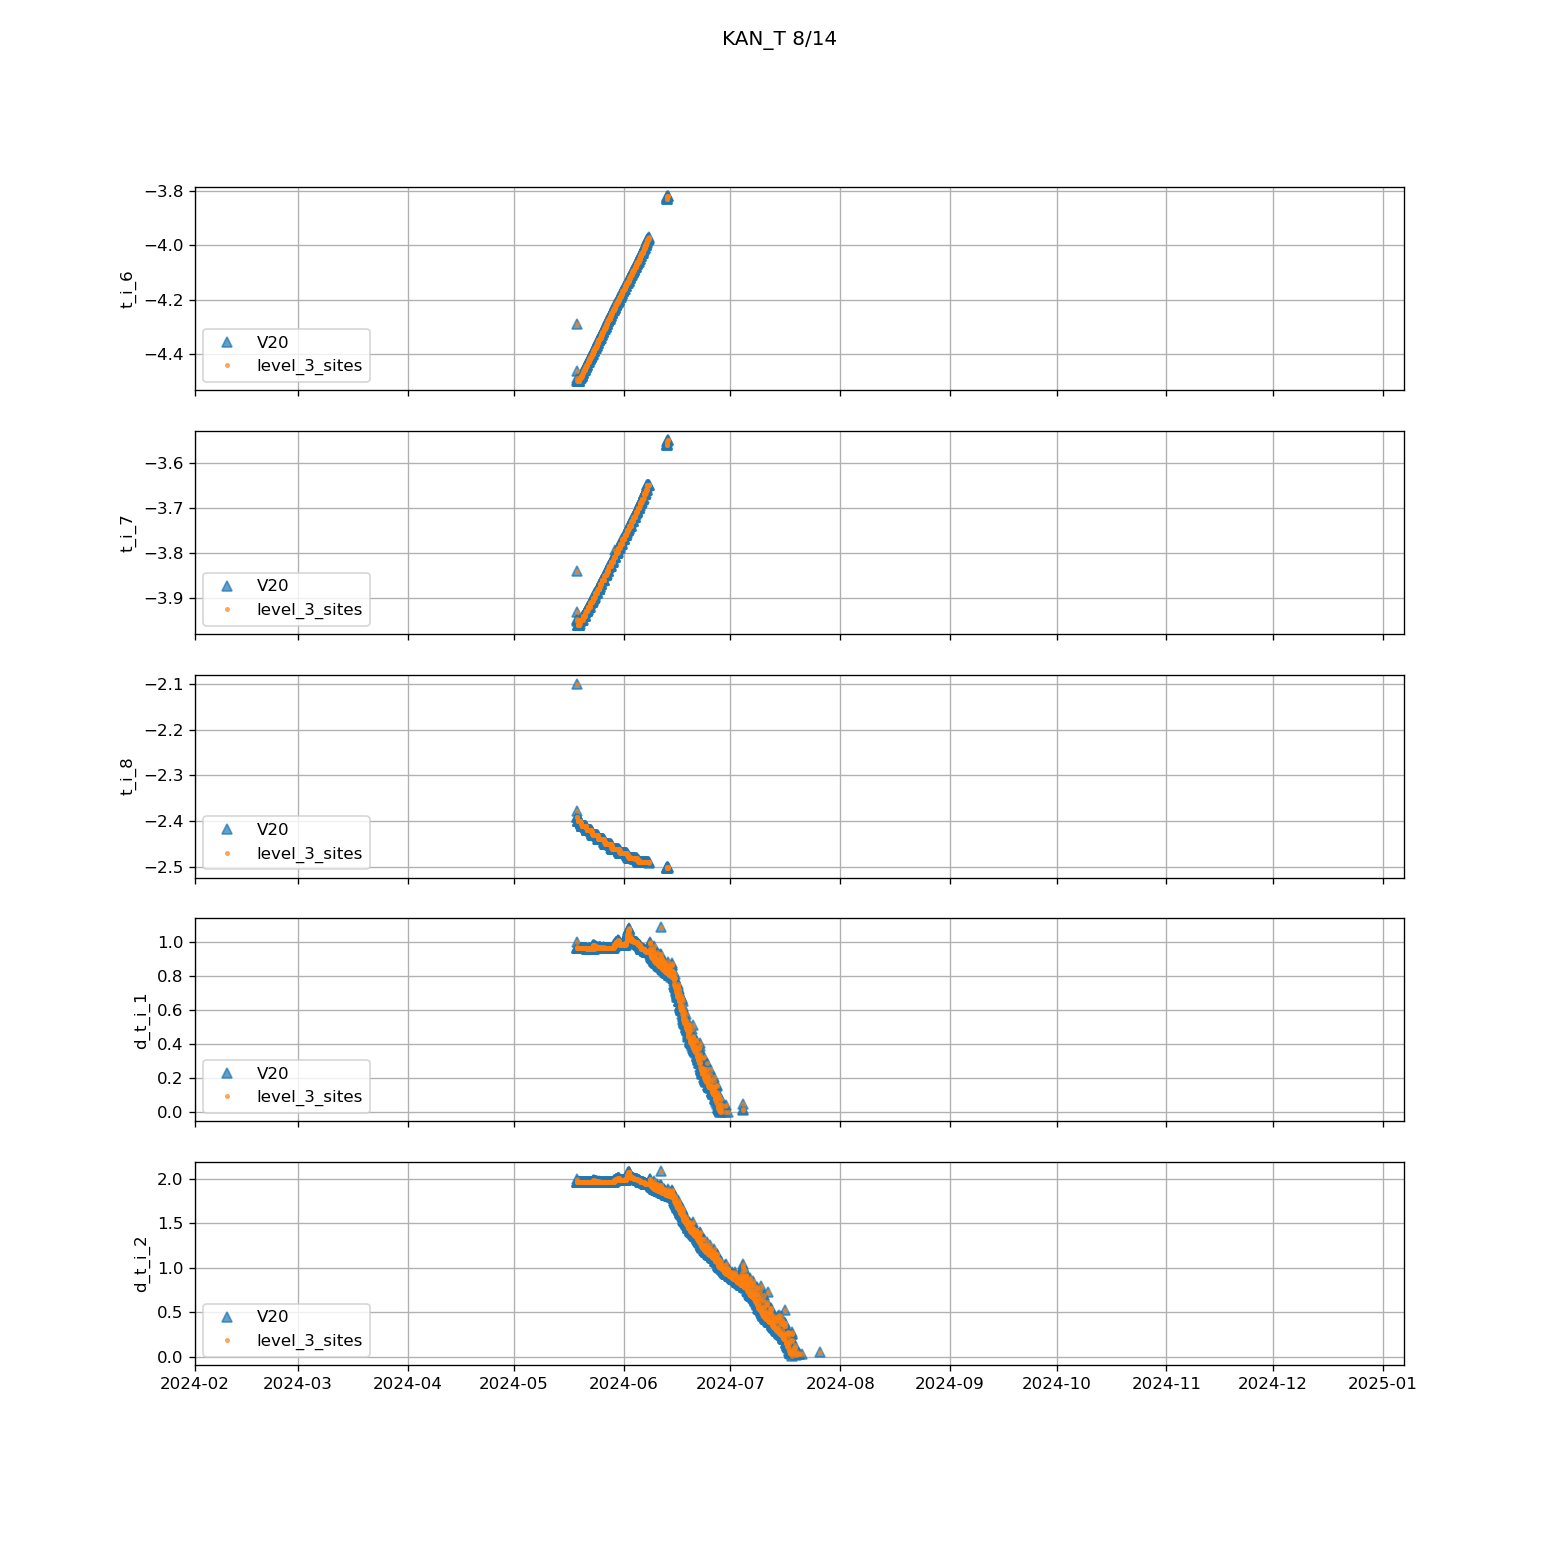 KAN_T 8/14
−3.8
−4.0
−4.2
−4.4
t_i_6
V20
level_3_sites
−3.6
−3.7
−3.8
−3.9
t_i_7
V20
level_3_sites
−2.1
−2.2
−2.3
−2.4
−2.5
t_i_8
V20
level_3_sites
1.0
0.8
0.6
0.4
0.2
0.0
d_t_i_1
V20
level_3_sites
2.0
1.5
1.0
0.5
0.0
d_t_i_2
V20
level_3_sites
2024-02 2024-03 2024-04 2024-05 2024-06 2024-07 2024-08 2024-09 2024-10 2024-11 2024-12 2025-01